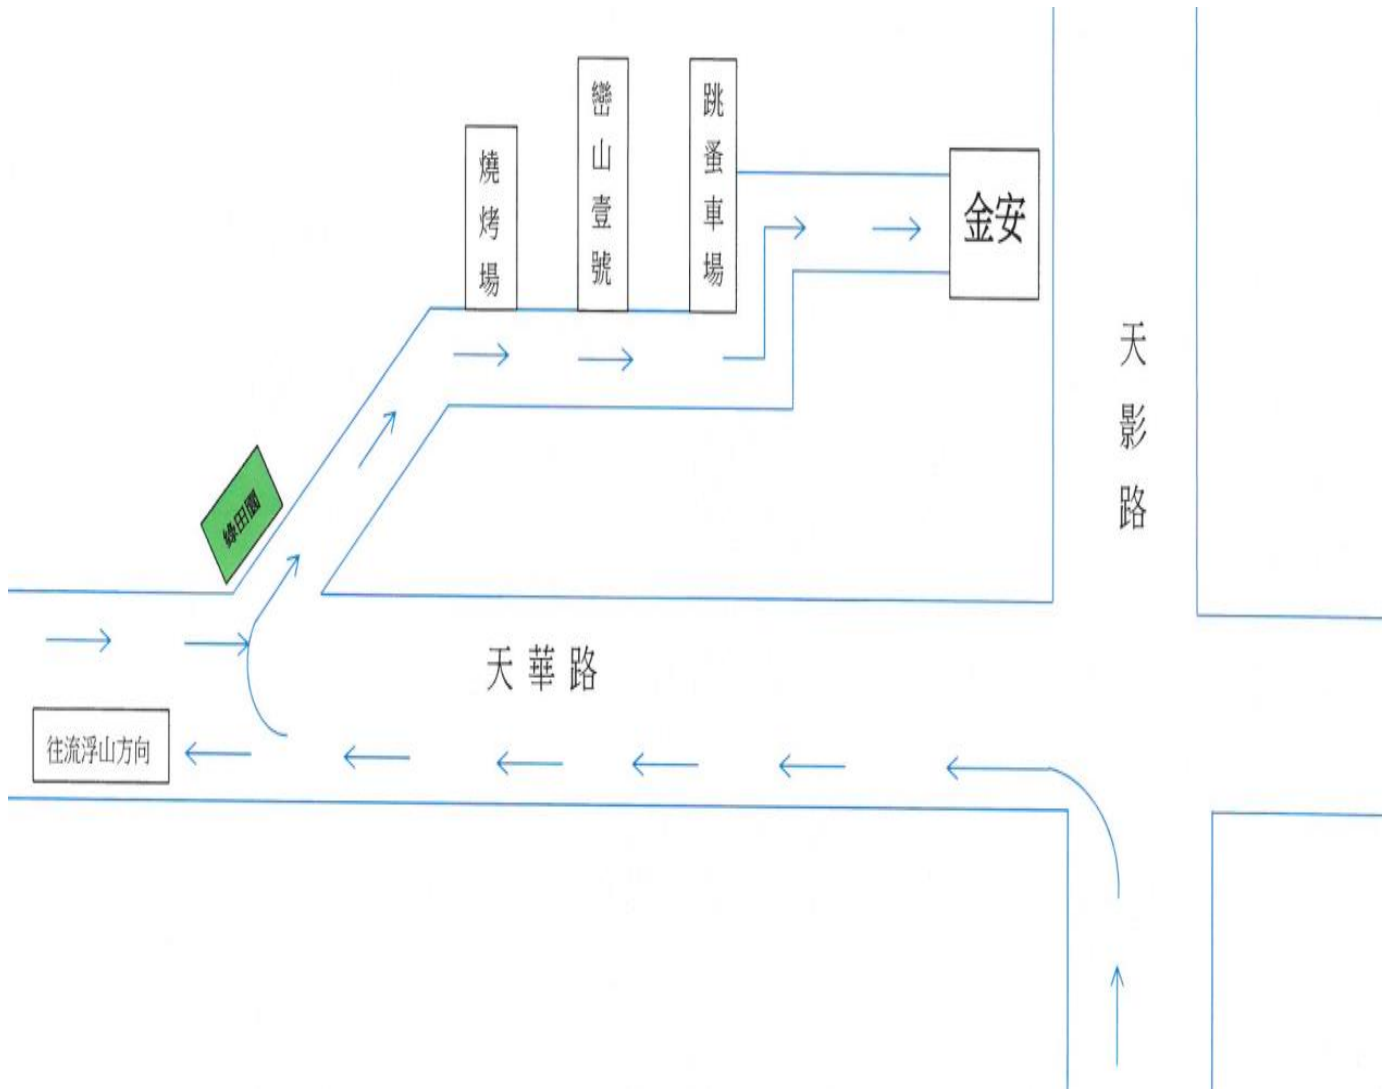 燒烤場
巒山壹號
跳蚤車場
金安
天影路
綠田園
天華路
往流浮山方向